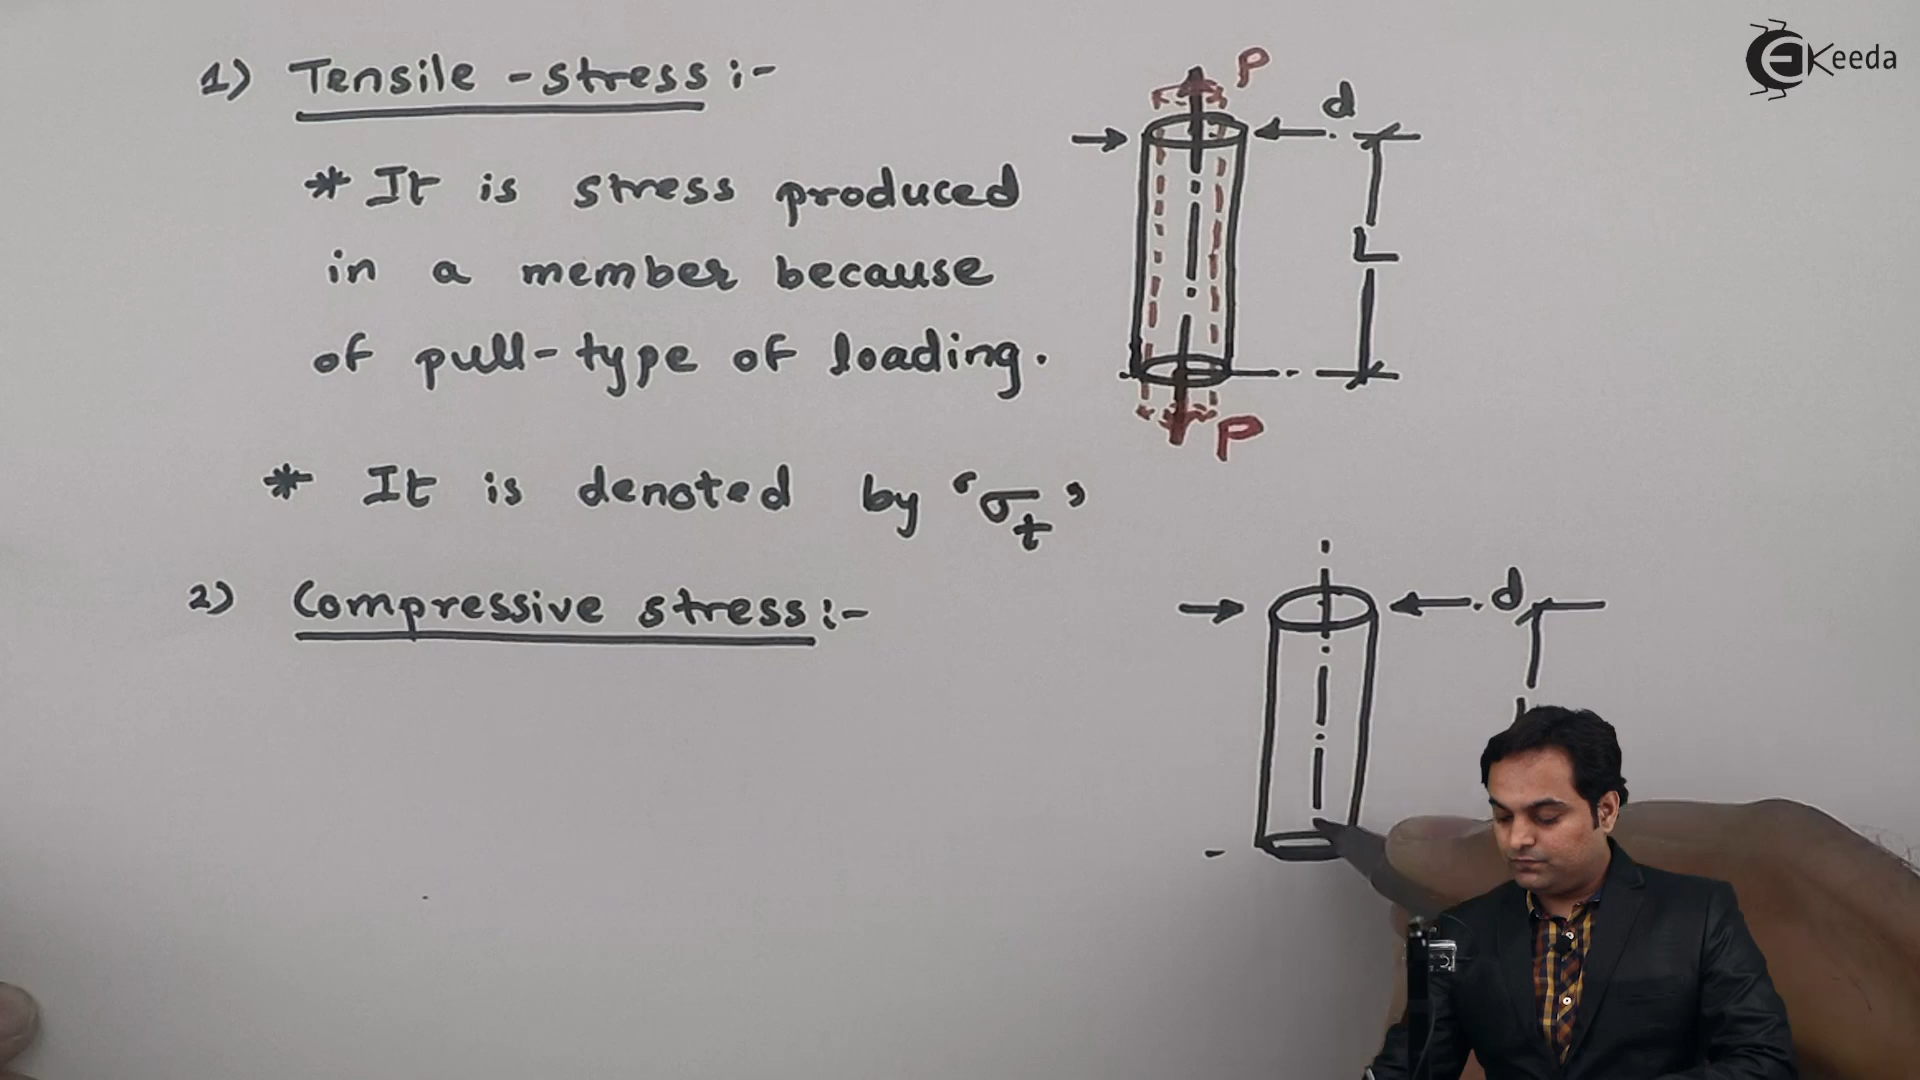 Keeda
1) Tensile - stress :-
* It is stress produced
in a member because
of pull-type of loading.
* It is denoted by ‘σt’
P
d
L
P
2) Compressive stress :-
d